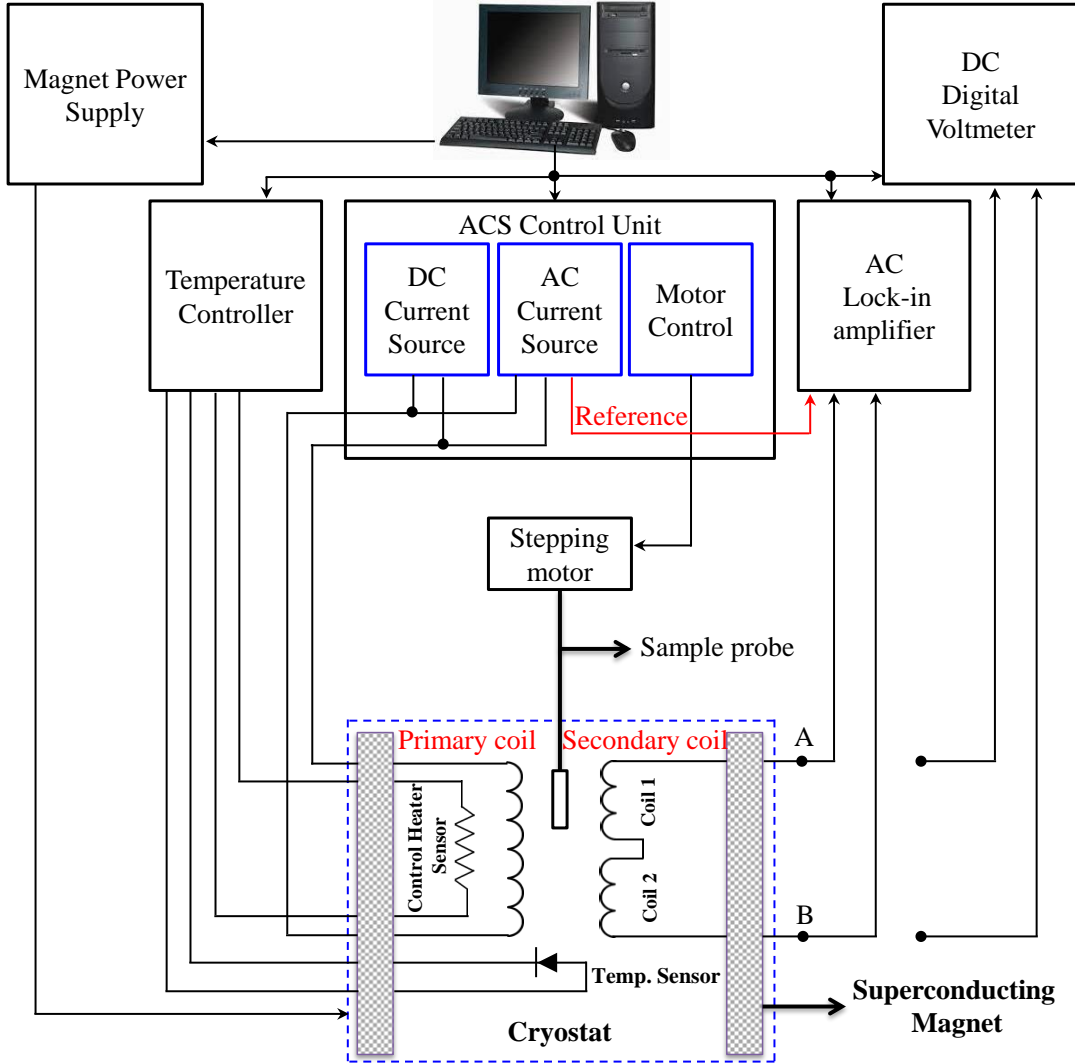 Magnet Power
Supply
DC
Digital
Voltmeter
ACS Control Unit
Temperature
Controller
DC
Current
Source
AC
Current
Source
Motor
Control
AC
Lock-in
amplifier
Reference
Stepping
motor
Sample probe
Primary coil
Secondary coil
A
Control Heater
Sensor
Coil 1
Coil 2
B
Temp. Sensor
Superconducting
Magnet
Cryostat